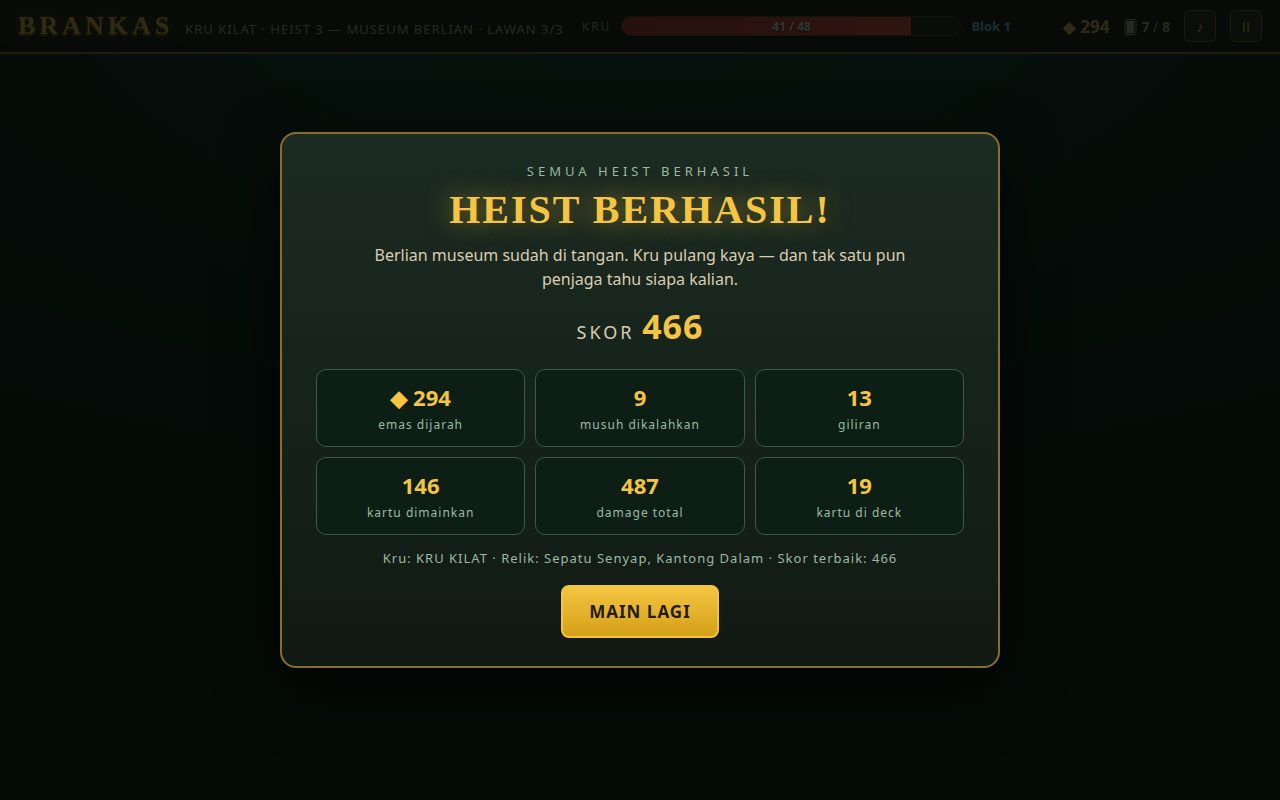 BRANKAS KRU KILAT · HEIST 3 — MUSEUM BERLIAN · LAWAN 3/3 KRU 41 / 48 Blok 1 ◆ 294 7 / 8 ♪ II
SEMUA HEIST BERHASIL
HEIST BERHASIL!
Berlian museum sudah di tangan. Kru pulang kaya — dan tak satu pun
penjaga tahu siapa kalian.
SKOR 466
◆ 294 9 13
emas dijarah musuh dikalahkan giliran
146 487 19
kartu dimainkan damage total kartu di deck
Kru: KRU KILAT · Relik: Sepatu Senyap, Kantong Dalam · Skor terbaik: 466
MAIN LAGI